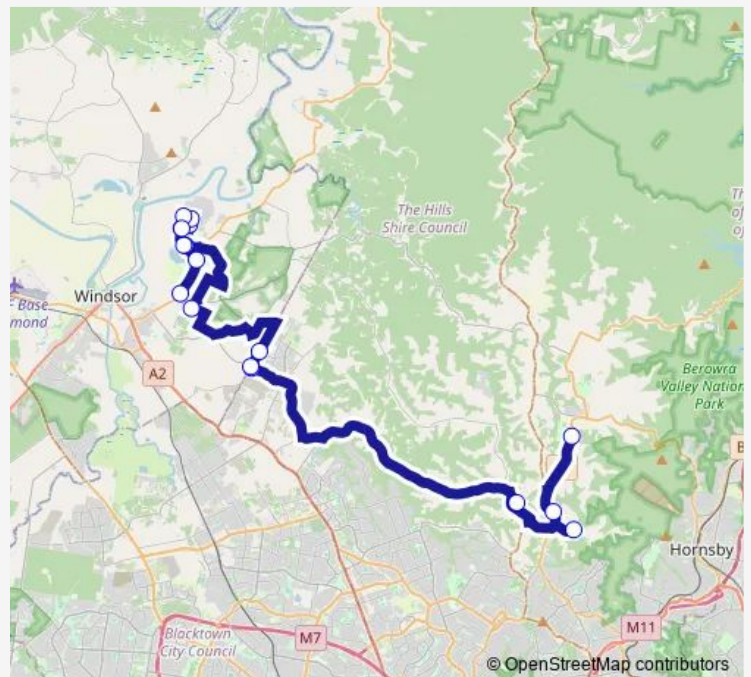 The Hills
Shire Council
Windsor
Base
mond
A2
Berowra
Valley Nation
Park
Hornsby
Blacktown
City Council
M7
M11
© OpenStreetMap contributors